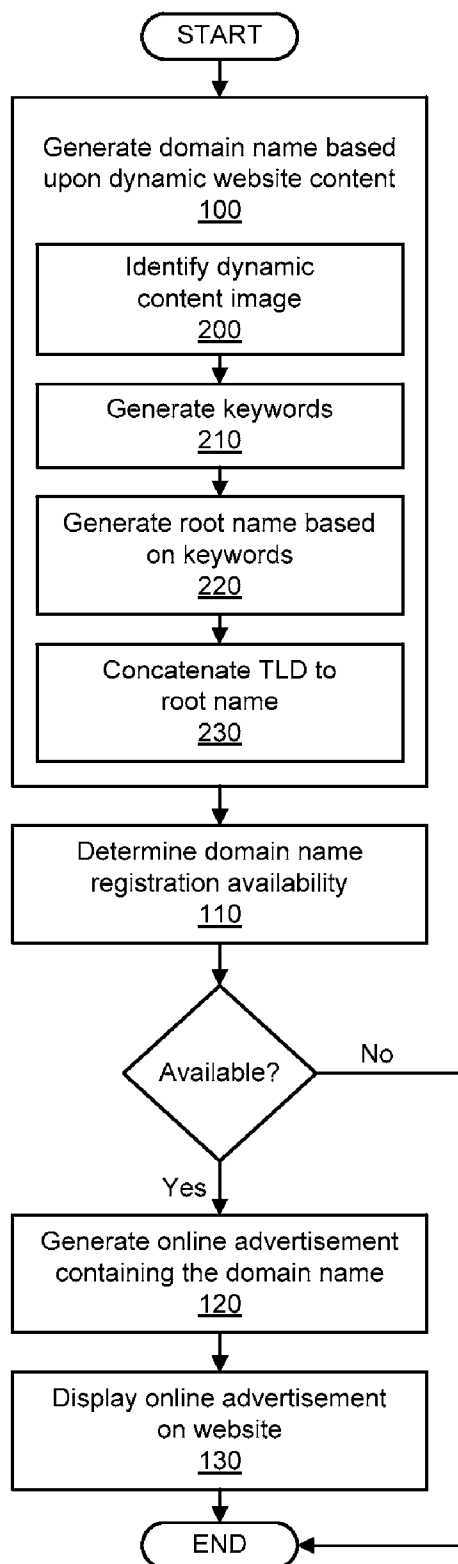 START
Generate domain name based
upon dynamic website content
100
Identify dynamic
content image
200
Generate keywords
210
Generate root name based
on keywords
220
Concatenate TLD to
root name
230
Determine domain name
registration availability
110
Available?
No
Yes
Generate online advertisement
containing the domain name
120
Display online advertisement
on website
130
END